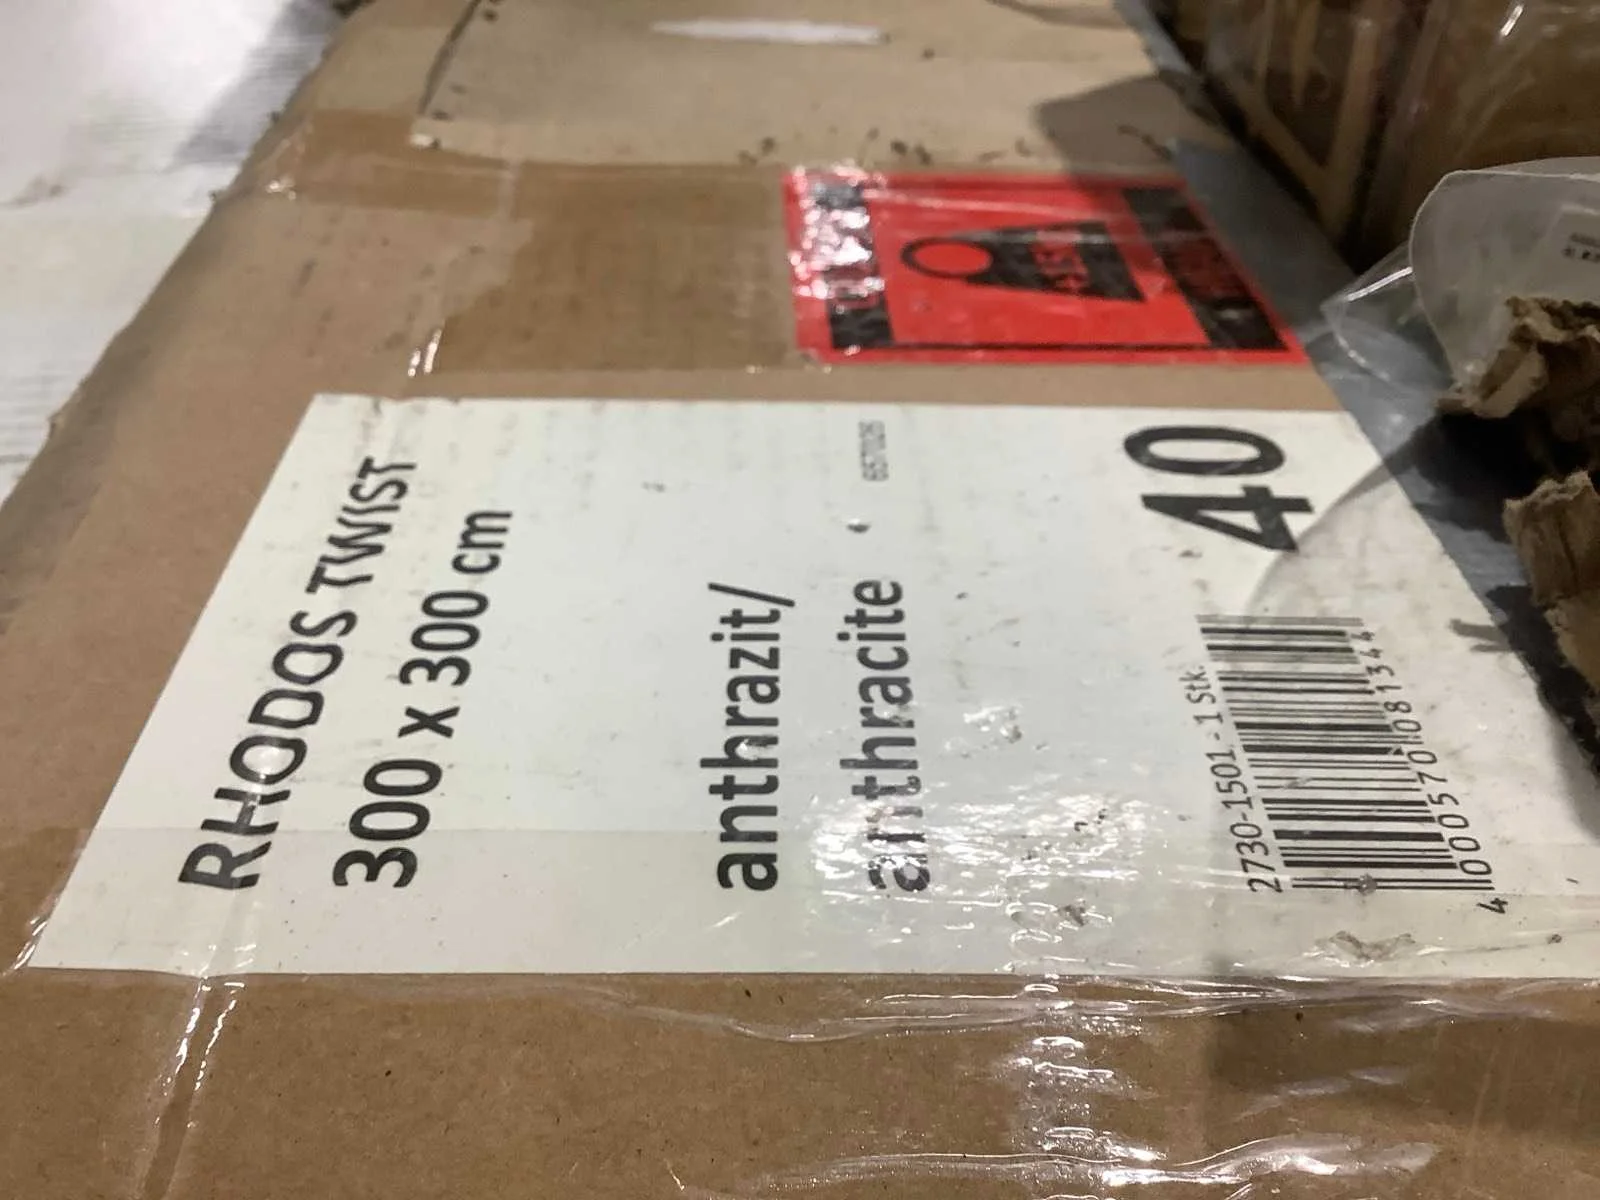 RHODOS TWIST
300 x 300 cm
anthrazit/
anthracite
40
2730-1501 - 1 Stk.
4 000570 081344